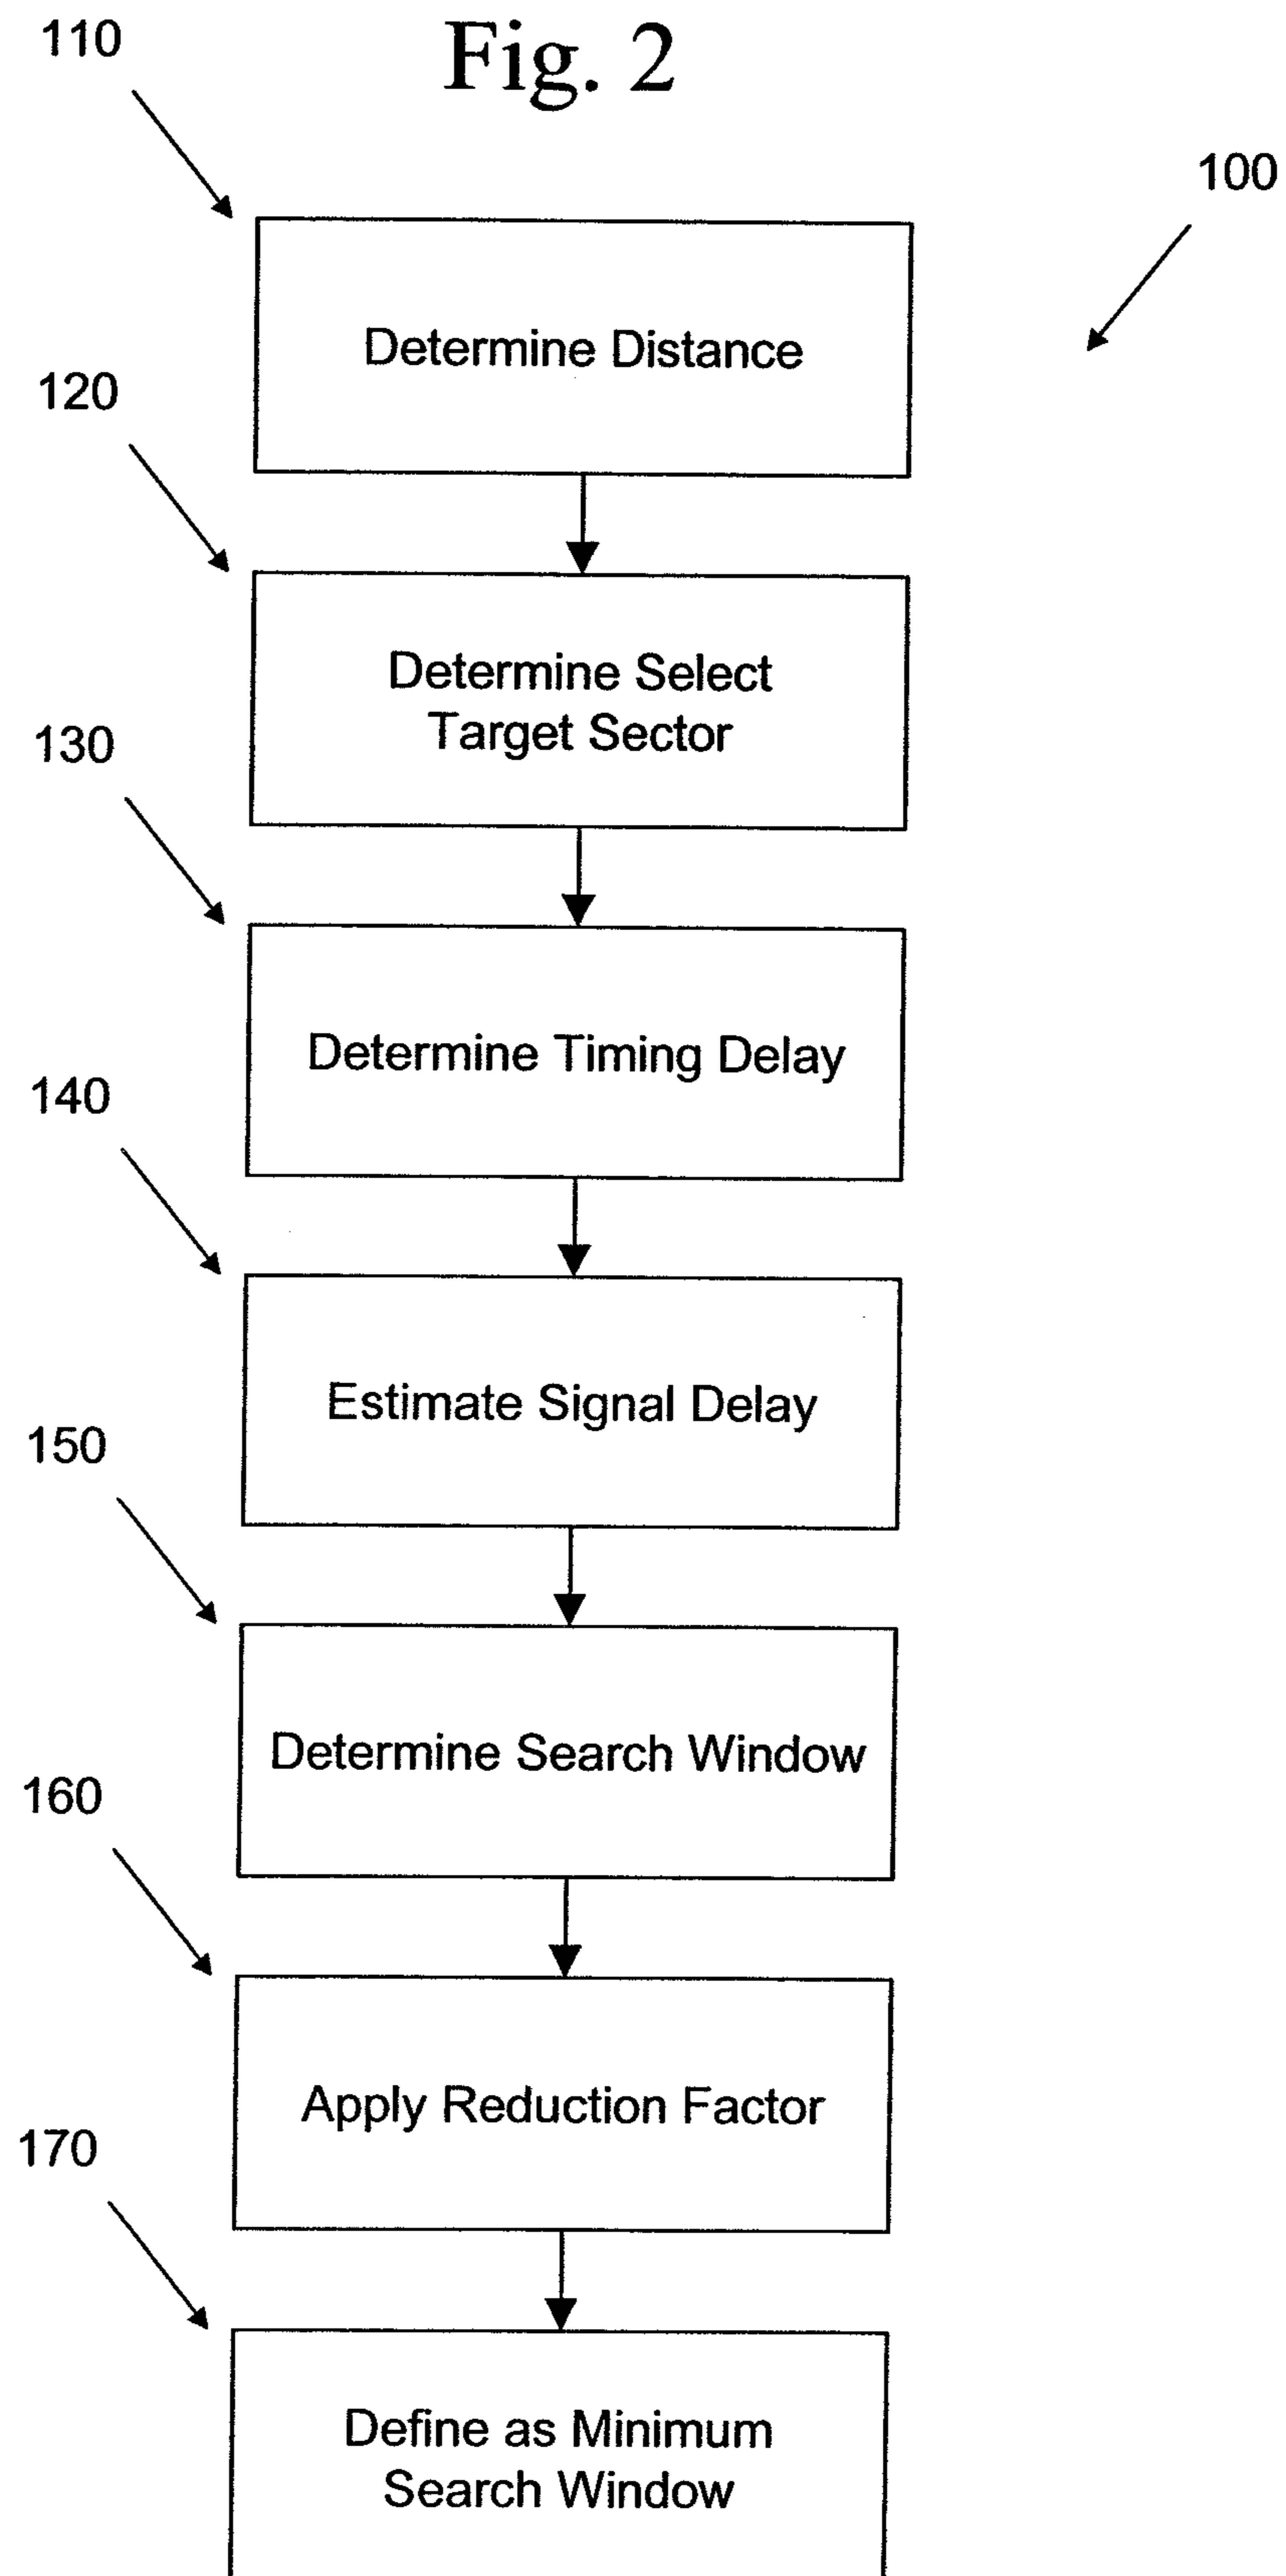 Fig. 2
110
100
Determine Distance
120
Determine Select
Target Sector
130
Determine Timing Delay
140
Estimate Signal Delay
150
Determine Search Window
160
Apply Reduction Factor
170
Define as Minimum
Search Window